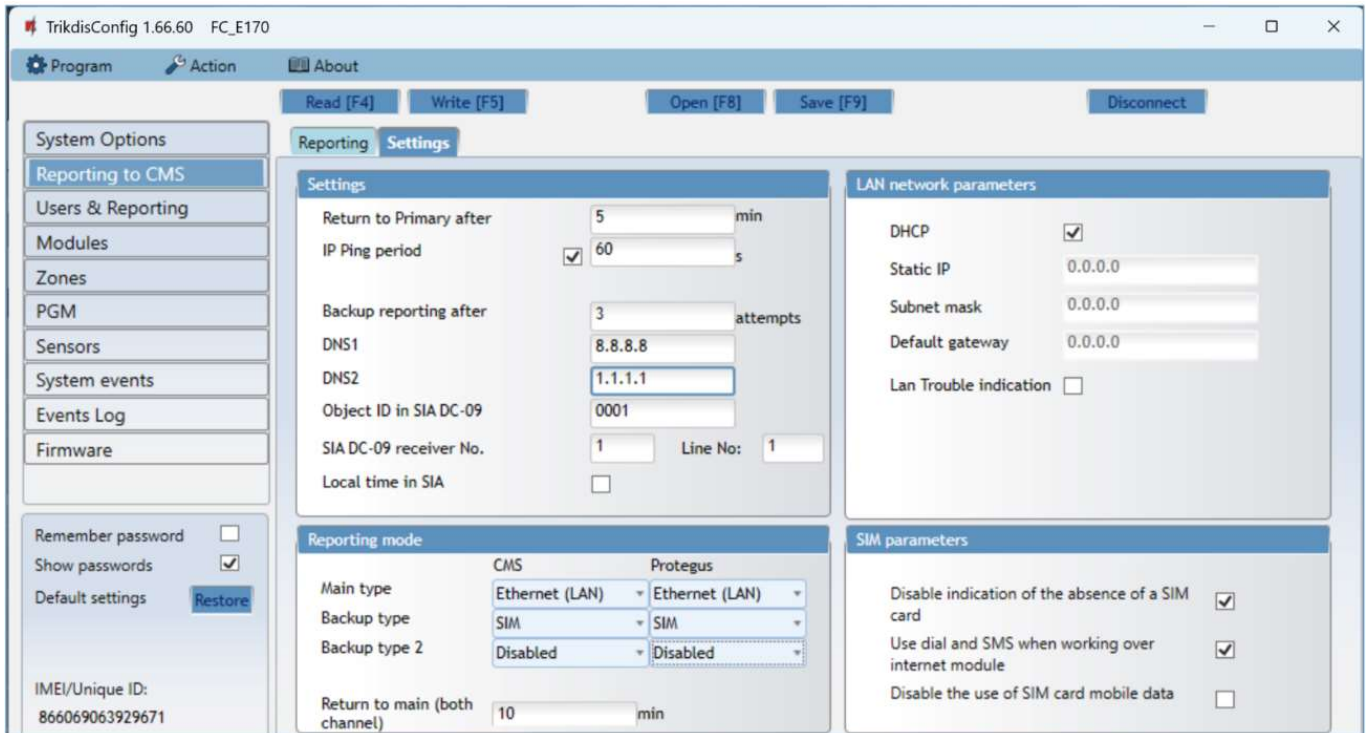 TrikdisConfig 1.66.60 FC_E170
Program Action About
Read [F4] Write [F5] Open [F8] Save [F9] Disconnect
System Options
Reporting to CMS
Users & Reporting
Modules
Zones
PGM
Sensors
System events
Events Log
Firmware
Remember password
Show passwords
Default settings Restore
IMEI/Unique ID:
866069063929671
Reporting Settings
Settings
Return to Primary after 5 min
IP Ping period 60 s
Backup reporting after 3 attempts
DNS1 8.8.8.8
DNS2 1.1.1.1
Object ID in SIA DC-09 0001
SIA DC-09 receiver No. 1 Line No: 1
Local time in SIA
LAN network parameters
DHCP
Static IP 0.0.0.0
Subnet mask 0.0.0.0
Default gateway 0.0.0.0
Lan Trouble indication
Reporting mode
CMS Protegus
Main type Ethernet (LAN) Ethernet (LAN)
Backup type SIM SIM
Backup type 2 Disabled Disabled
Return to main (both
channel) 10 min
SIM parameters
Disable indication of the absence of a SIM
card
Use dial and SMS when working over
internet module
Disable the use of SIM card mobile data